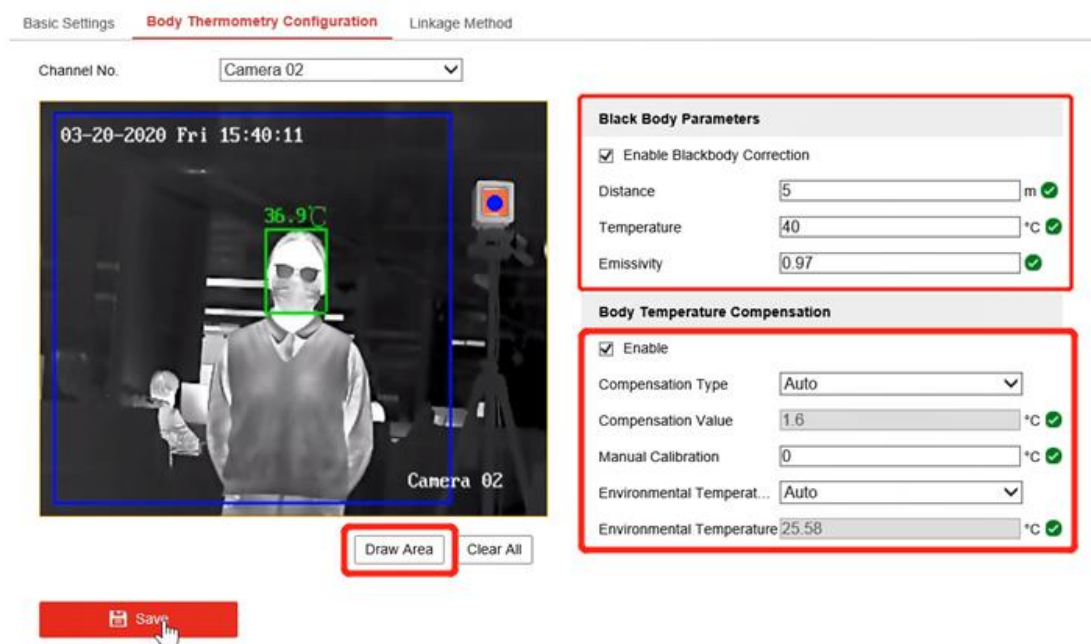 Basic Settings Body Thermometry Configuration Linkage Method
Channel No. Camera 02
03-20-2020 Fri 15:40:11
36.9℃
Camera 02
Draw Area Clear All
Save
Black Body Parameters
Enable Blackbody Correction
Distance 5 m
Temperature 40 °C
Emissivity 0.97
Body Temperature Compensation
Enable
Compensation Type Auto
Compensation Value 1.6 °C
Manual Calibration 0 °C
Environmental Temperat... Auto
Environmental Temperature 25.58 °C